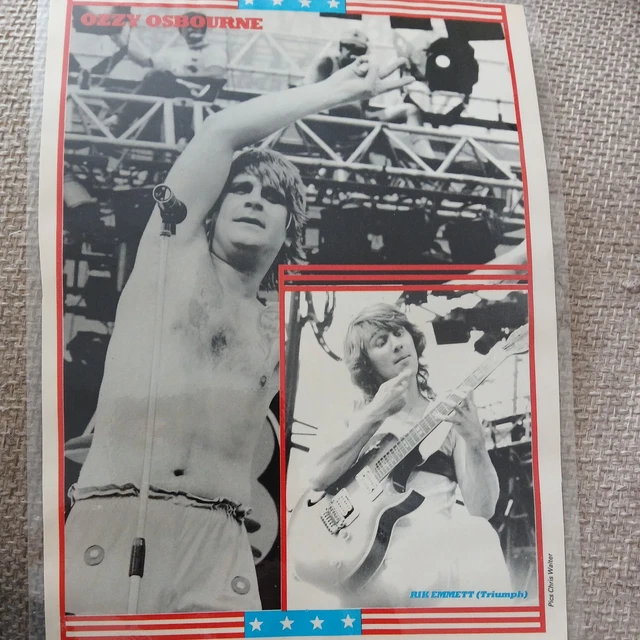 OZZY OSBOURNE
RIK EMMETT (Triumph)
Pics Chris Walter